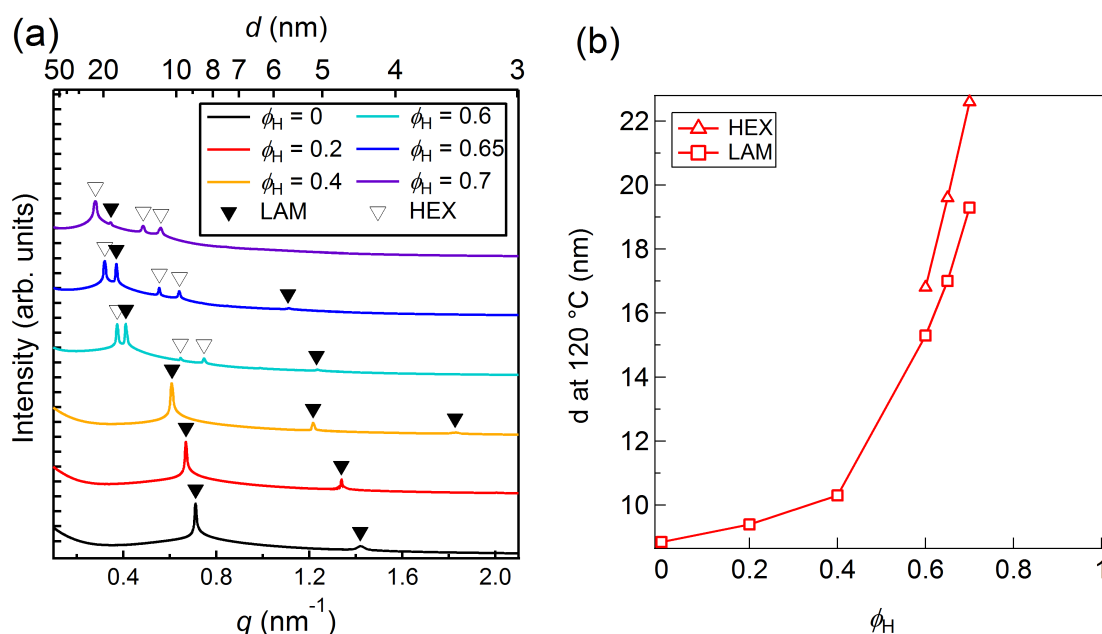 (a)
d (nm)
50 20 10 8 7 6 5 4 3
ϕH = 0 ϕH = 0.6
ϕH = 0.2 ϕH = 0.65
ϕH = 0.4 ϕH = 0.7
▼ LAM ▽ HEX
Intensity (arb. units)
0.4 0.8 1.2 1.6 2.0
q (nm⁻¹)
(b)
HEX
LAM
d at 120 °C (nm)
22
20
18
16
14
12
10
0 0.2 0.4 0.6 0.8 1
ϕH